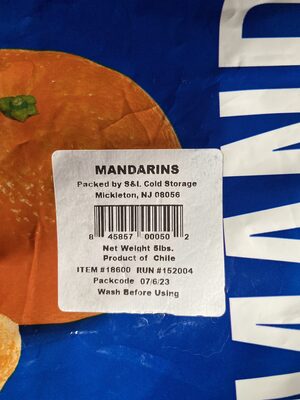 MANDARINS
Packed by S&L Cold Storage
Mickleton, NJ 08056
8 45857 00050 2
Net Weight 5lbs.
Product of Chile
ITEM #18600 RUN #152004
Packcode 07/6/23
Wash Before Using
MAND